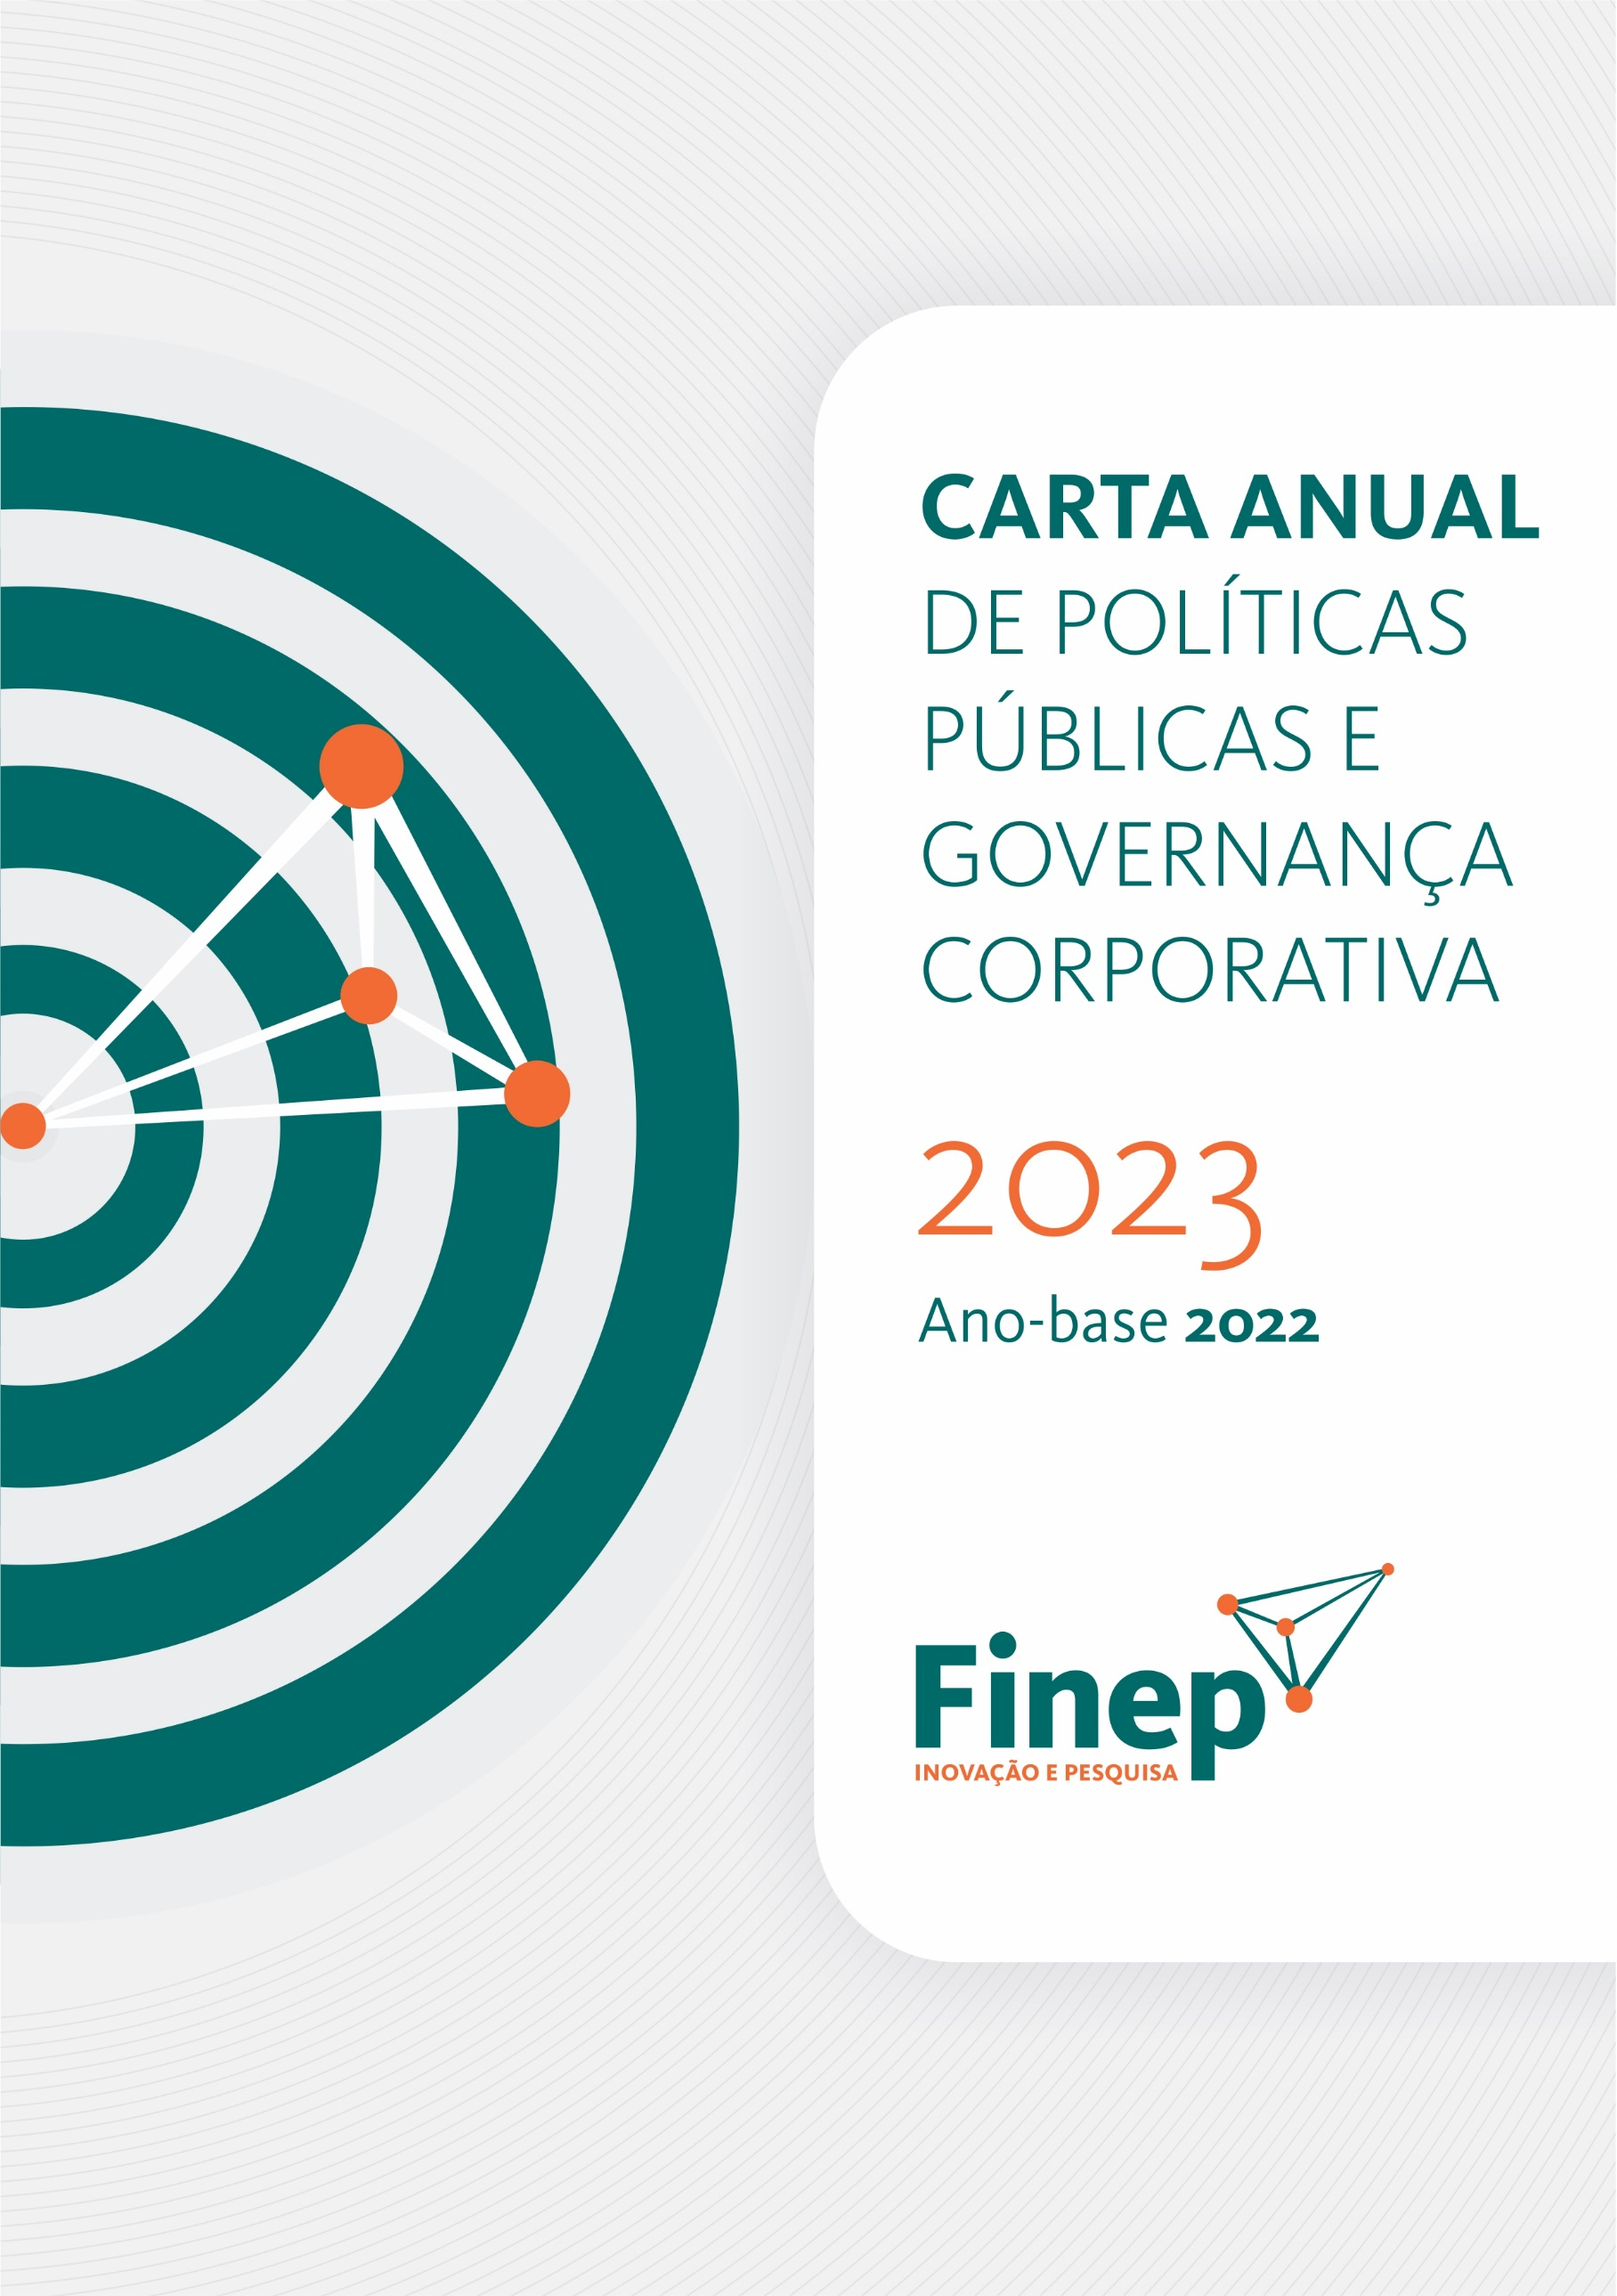 CARTA ANUAL
DE POLÍTICAS
PÚBLICAS E
GOVERNANÇA
CORPORATIVA
2023
Ano-base 2022
Finep
INOVAÇÃO E PESQUISA